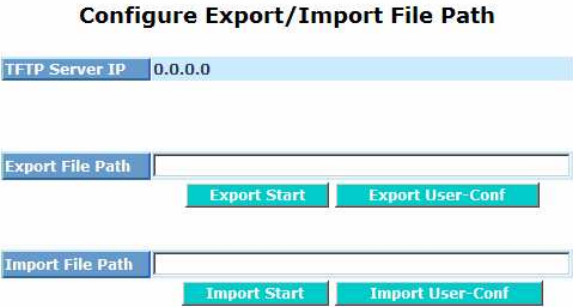 Configure Export/Import File Path
TFTP Server IP 0.0.0.0
Export File Path
Export Start Export User-Conf
Import File Path
Import Start Import User-Conf